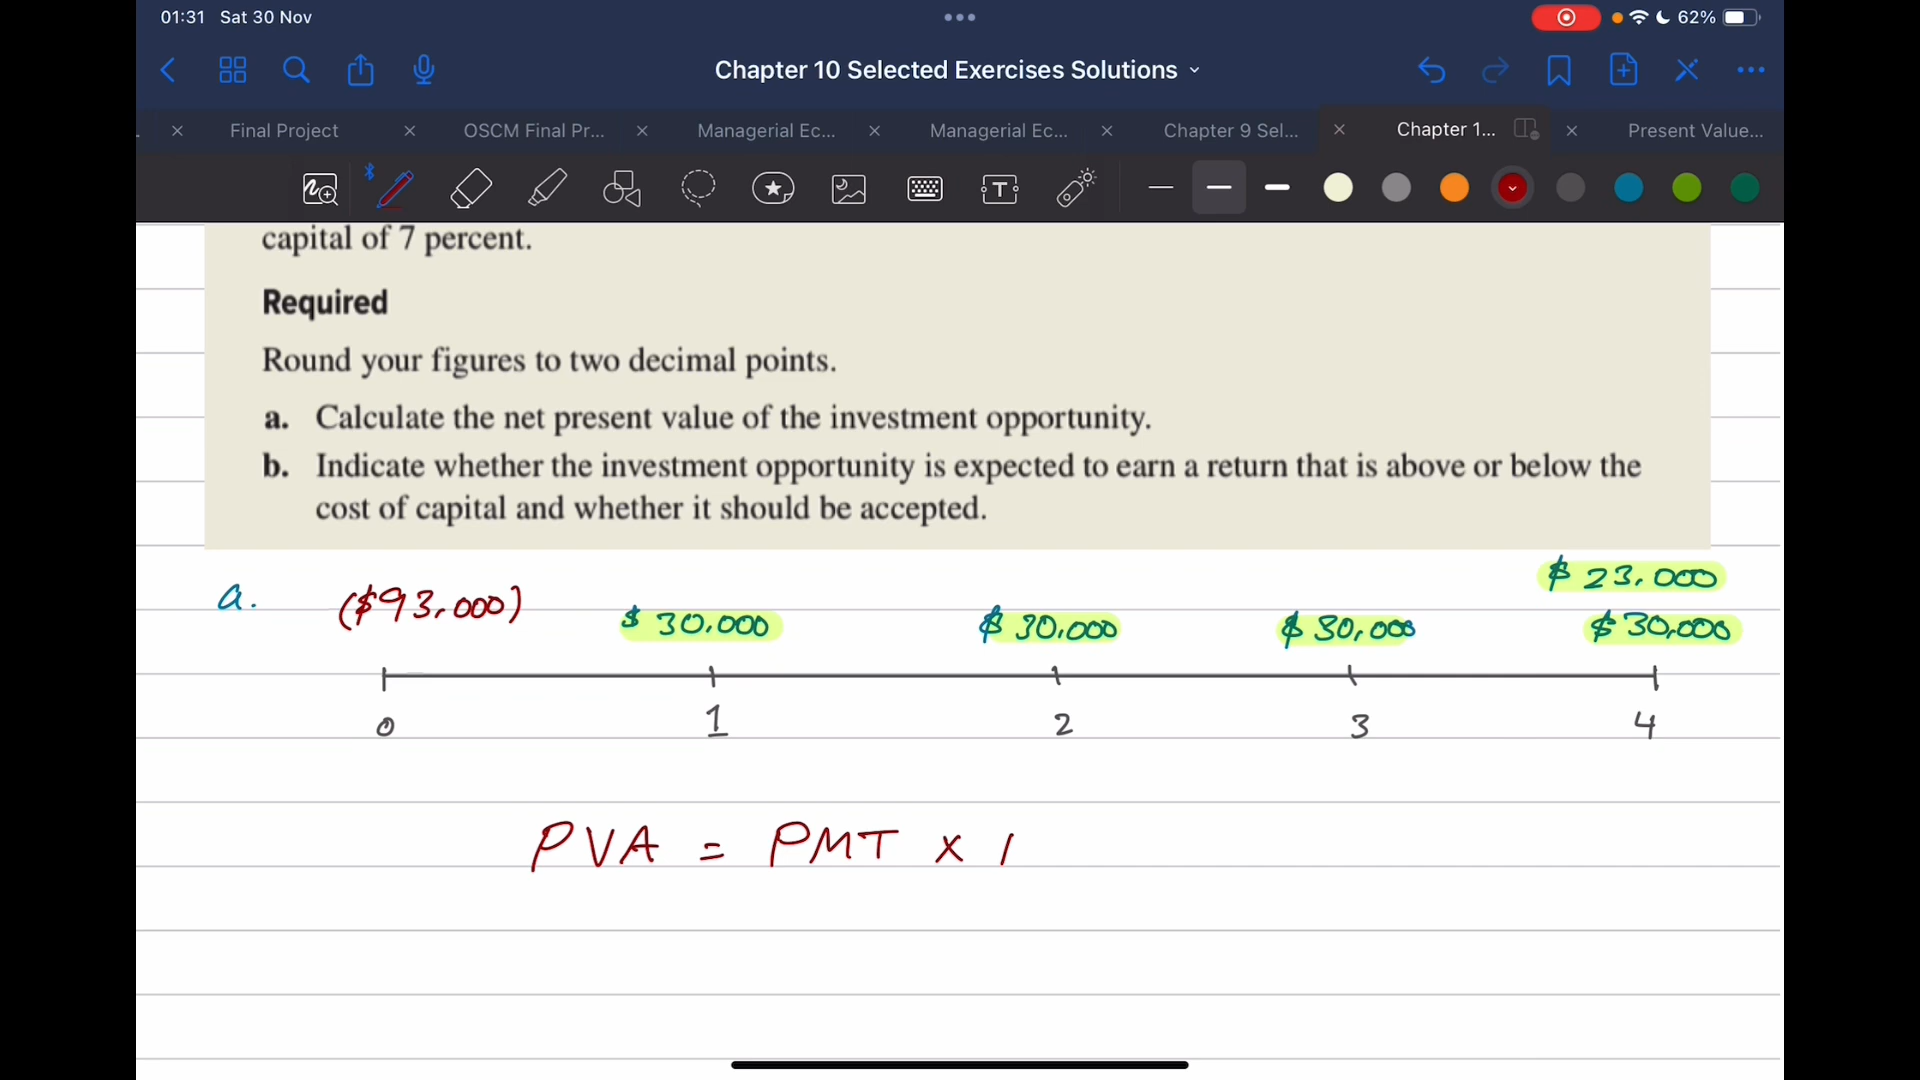 01:31 Sat 30 Nov
62%
Chapter 10 Selected Exercises Solutions
Final Project
OSCM Final Pr...
Managerial Ec...
Managerial Ec...
Chapter 9 Sel...
Chapter 1...
Present Value...
capital of 7 percent.
Required
Round your figures to two decimal points.
a. Calculate the net present value of the investment opportunity.
b. Indicate whether the investment opportunity is expected to earn a return that is above or below the
cost of capital and whether it should be accepted.
$ 23,000
a. ($93,000) $ 30,000 $ 30,000 $ 30,000 $ 30,000
0 1 2 3 4
PVA = PMT x